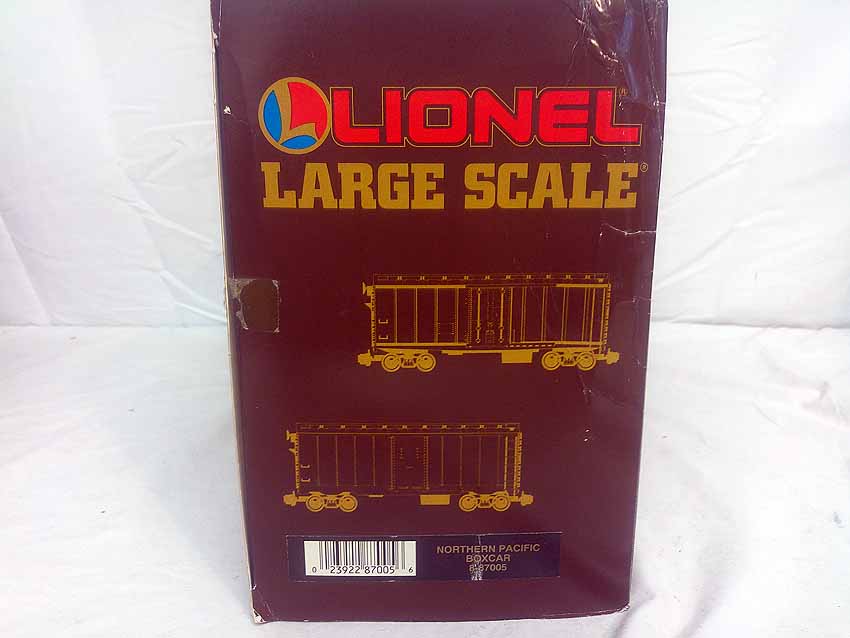 LIONEL®
LARGE SCALE®
NORTHERN PACIFIC
BOXCAR
8-87005
0 23922 87005 6